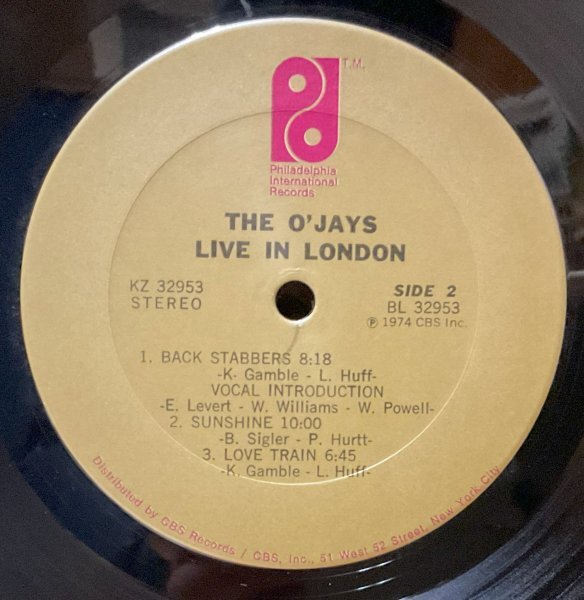 T.M.
Philadelphia
International
Records
THE O'JAYS
LIVE IN LONDON
KZ 32953
STEREO
SIDE 2
BL 32953
℗ 1974 CBS Inc.
1. BACK STABBERS 8:18
-K. Gamble - L. Huff-
VOCAL INTRODUCTION
-E. Levert - W. Williams - W. Powell-
2. SUNSHINE 10:00
-B. Sigler - P. Hurtt-
3. LOVE TRAIN 6:45
-K. Gamble - L. Huff-
Distributed by CBS Records / CBS, Inc., 51 West 52 Street, New York City